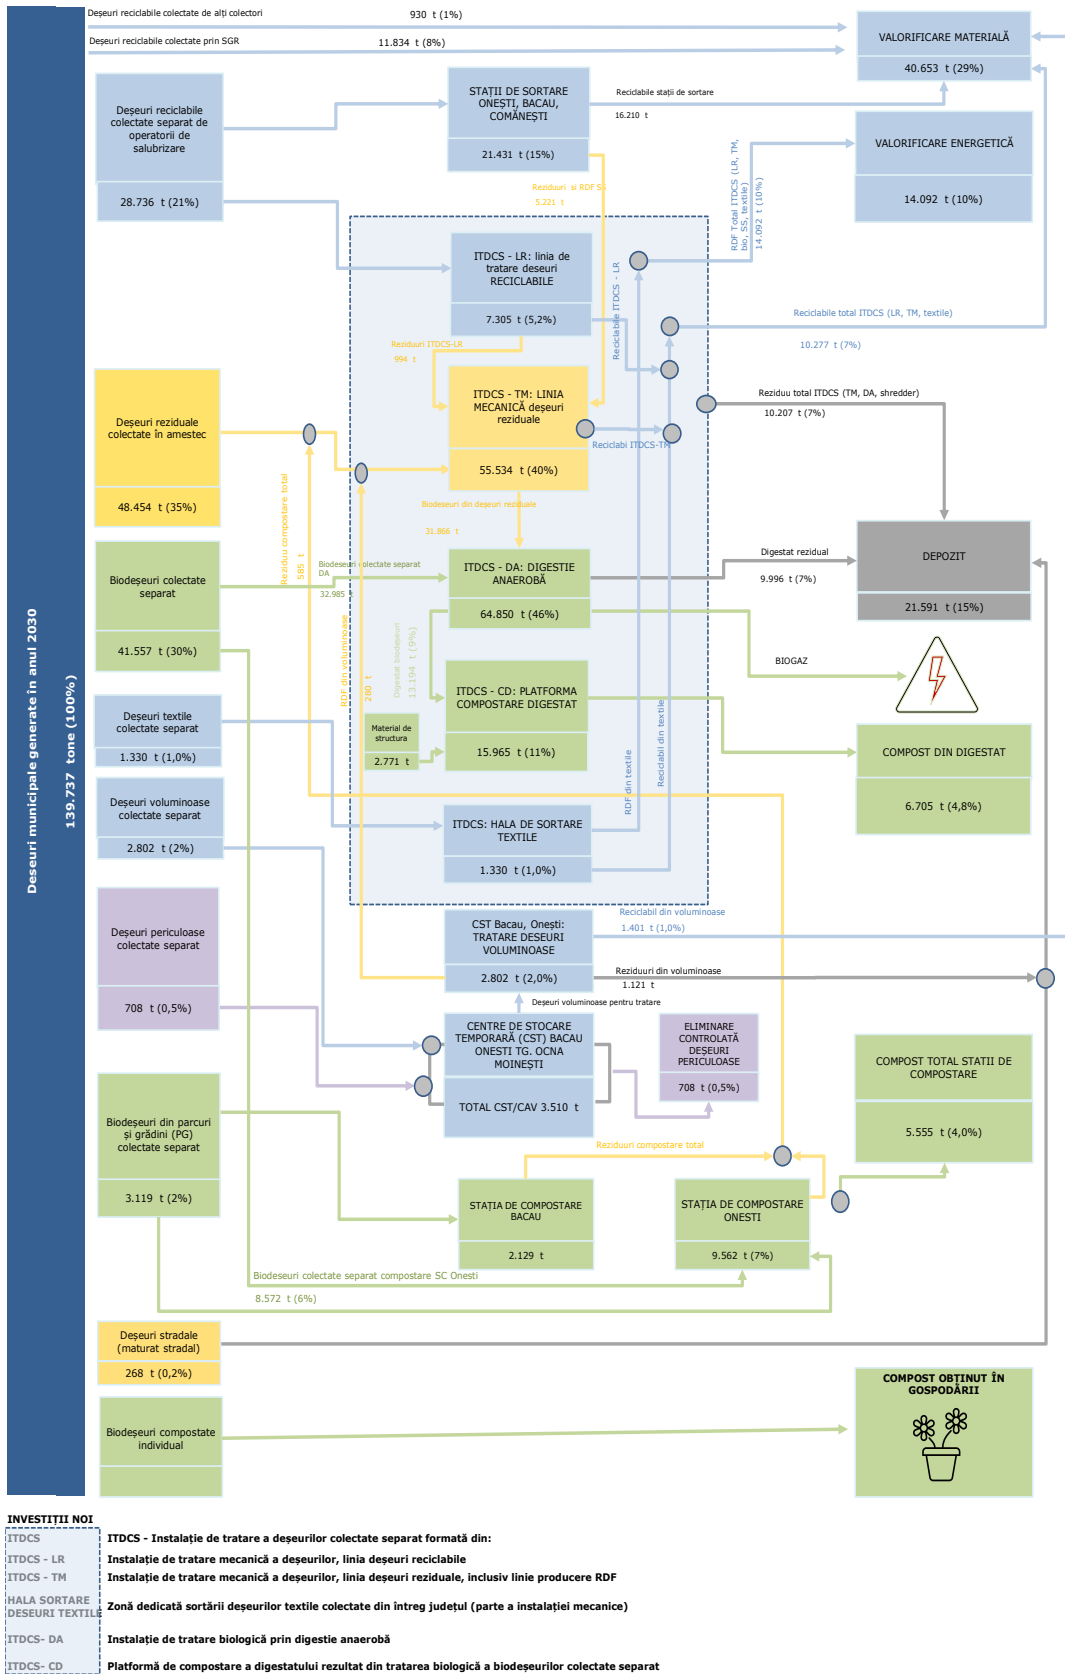 Deseuri municipale generate în anul 2030
139.737 tone (100%)
Deșeuri reciclabile colectate de alți colectori
930 t (1%)
Deșeuri reciclabile colectate prin SGR
11.834 t (8%)
VALORIFICARE MATERIALĂ
40.653 t (29%)
Deșeuri reciclabile
colectate separat de
operatorii de
salubrizare
28.736 t (21%)
STAȚII DE SORTARE
ONEȘTI, BACAU,
COMĂNEȘTI
21.431 t (15%)
Reciclabile stații de sortare
16.210 t
VALORIFICARE ENERGETICĂ
14.092 t (10%)
Reziduuri si RDF SS
5.221 t
RDF Total ITDCS (LR, TM,
bio, SS, textile)
14.092 t (10%)
ITDCS - LR: linia de
tratare deseuri
RECICLABILE
7.305 t (5,2%)
Reciclabile ITDCS - LR
Reciclabile total ITDCS (LR, TM, textile)
10.277 t (7%)
Reziduuri ITDCS-LR
994 t
Deșeuri reziduale
colectate în amestec
48.454 t (35%)
ITDCS - TM: LINIA
MECANICĂ deșeuri
reziduale
55.534 t (40%)
Reciclabi ITDCS-TM
Reziduu total ITDCS (TM, DA, shredder)
10.207 t (7%)
Reziduu compostare total
585 t
Biodeseuri din deșeuri reziduale
31.866 t
Biodeșeuri colectate
separat
41.557 t (30%)
Biodeseuri colectate separat
DA
32.985 t
ITDCS - DA: DIGESTIE
ANAEROBĂ
64.850 t (46%)
Digestat rezidual
9.996 t (7%)
DEPOZIT
21.591 t (15%)
RDF din voluminoase
280 t
Digestat biodeșeuri
13.194 t (9%)
BIOGAZ
ITDCS - CD: PLATFORMA
COMPOSTARE DIGESTAT
15.965 t (11%)
Material de
structura
2.771 t
Deșeuri textile
colectate separat
1.330 t (1,0%)
COMPOST DIN DIGESTAT
6.705 t (4,8%)
RDF din textile
Reciclabil din textile
Deșeuri voluminoase
colectate separat
2.802 t (2%)
ITDCS: HALA DE SORTARE
TEXTILE
1.330 t (1,0%)
Deșeuri periculoase
colectate separat
708 t (0,5%)
CST Bacau, Onești:
TRATARE DESEURI
VOLUMINOASE
2.802 t (2,0%)
Reciclabil din voluminoase
1.401 t (1,0%)
Reziduuri din voluminoase
1.121 t
Deșeuri voluminoase pentru tratare
CENTRE DE STOCARE
TEMPORARĂ (CST) BACAU
ONESTI TG. OCNA
MOINEȘTI
TOTAL CST/CAV 3.510 t
ELIMINARE
CONTROLATĂ
DEȘEURI
PERICULOASE
708 t (0,5%)
COMPOST TOTAL STATII DE
COMPOSTARE
5.555 t (4,0%)
Biodeșeuri din parcuri
și grădini (PG)
colectate separat
3.119 t (2%)
Reziduuri compostare total
STAȚIA DE COMPOSTARE
BACAU
2.129 t
STAȚIA DE COMPOSTARE
ONESTI
9.562 t (7%)
Biodeseuri colectate separat compostare SC Onesti
8.572 t (6%)
Deșeuri stradale
(maturat stradal)
268 t (0,2%)
Biodeșeuri compostate
individual
COMPOST OBȚINUT ÎN
GOSPODĂRII
INVESTIȚII NOI
ITDCS
ITDCS - Instalație de tratare a deșeurilor colectate separat formată din:
ITDCS - LR
Instalație de tratare mecanică a deșeurilor, linia deșeuri reciclabile
ITDCS - TM
Instalație de tratare mecanică a deșeurilor, linia deșeuri reziduale, inclusiv linie producere RDF
HALA SORTARE
DESEURI TEXTILE
Zonă dedicată sortării deșeurilor textile colectate din întreg județul (parte a instalației mecanice)
ITDCS- DA
Instalație de tratare biologică prin digestie anaerobă
ITDCS- CD
Platformă de compostare a digestatului rezultat din tratarea biologică a biodeșeurilor colectate separat